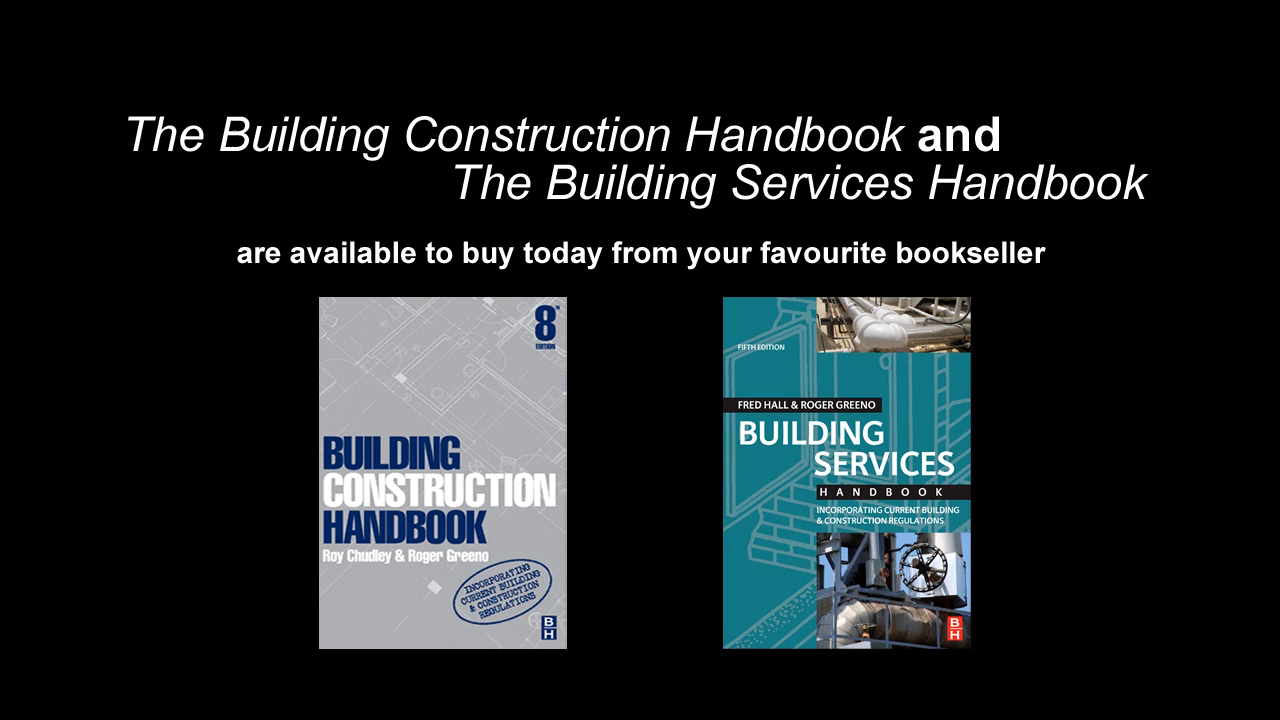 The Building Construction Handbook and
The Building Services Handbook
are available to buy today from your favourite bookseller
8
EDITION
BUILDING
CONSTRUCTION
HANDBOOK
Roy Chudley & Roger Greeno
INCORPORATING
CURRENT BUILDING
& CONSTRUCTION
REGULATIONS
B
H
FIFTH EDITION
FRED HALL & ROGER GREENO
BUILDING
SERVICES
HANDBOOK
INCORPORATING CURRENT BUILDING
& CONSTRUCTION REGULATIONS
B
H